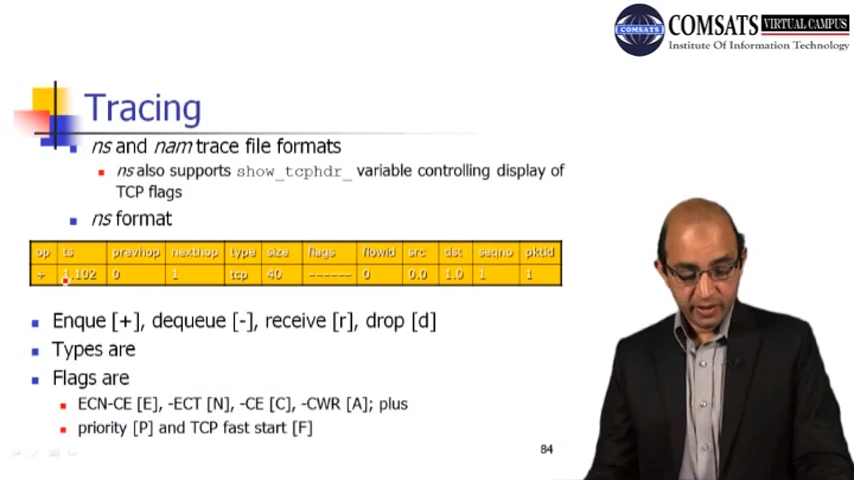 COMSATS VIRTUAL CAMPUS
COMSATS
Institute Of Information Technology
Tracing
ns and nam trace file formats
ns also supports show_tcphdr_ variable controlling display of
TCP flags
ns format
op ts prevhop nexthop type size flags flowid src dst seqno pktid
+ 1.102 0 1 tcp 40 ------ 0 0.0 1.0 1 1
Enque [+], dequeue [-], receive [r], drop [d]
Types are
Flags are
ECN-CE [E], -ECT [N], -CE [C], -CWR [A]; plus
priority [P] and TCP fast start [F]
84